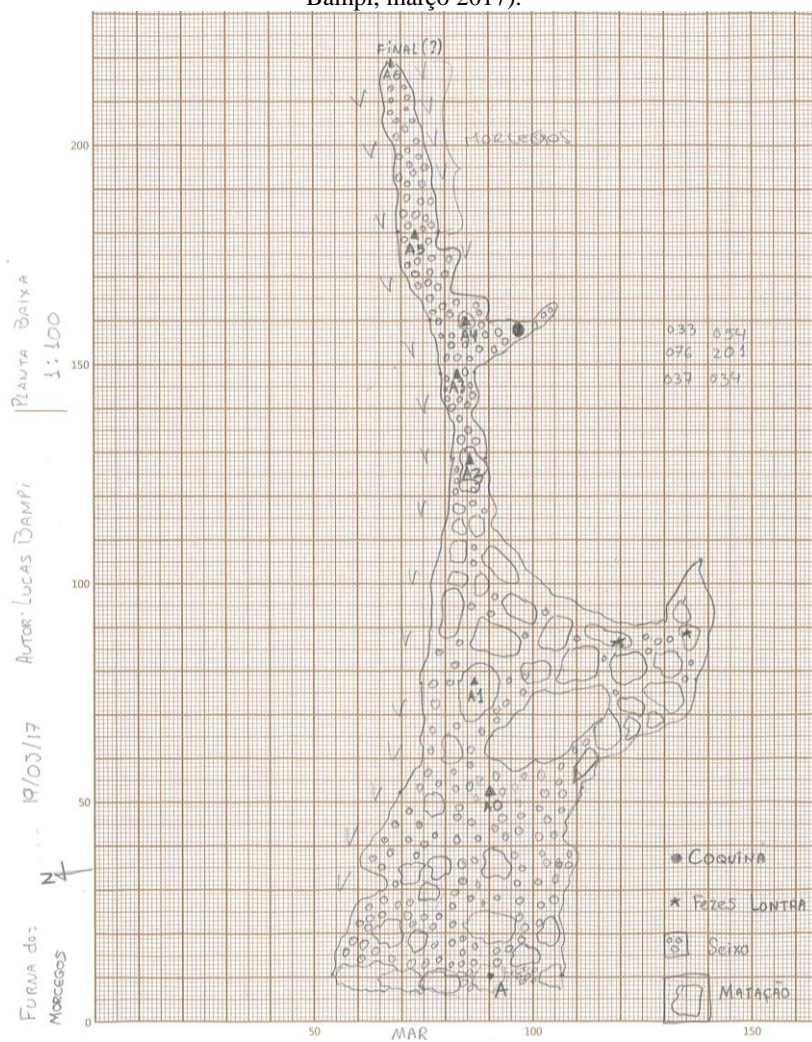 Bampi, março 2017).
FINAL (?)
A6
MORCEGOS
200
A5
A4
033 054
076 201
037 034
150
A3
A2
PLANTA BAIXA
1:100
100
A1
AUTOR: LUCAS BAMPI
19/03/17
50
A0
COQUINA
FEZES LONTRA
SEIXO
MATAÇÃO
N
FURNA dos
MORCEGOS
A
0
50
MAR
100
150